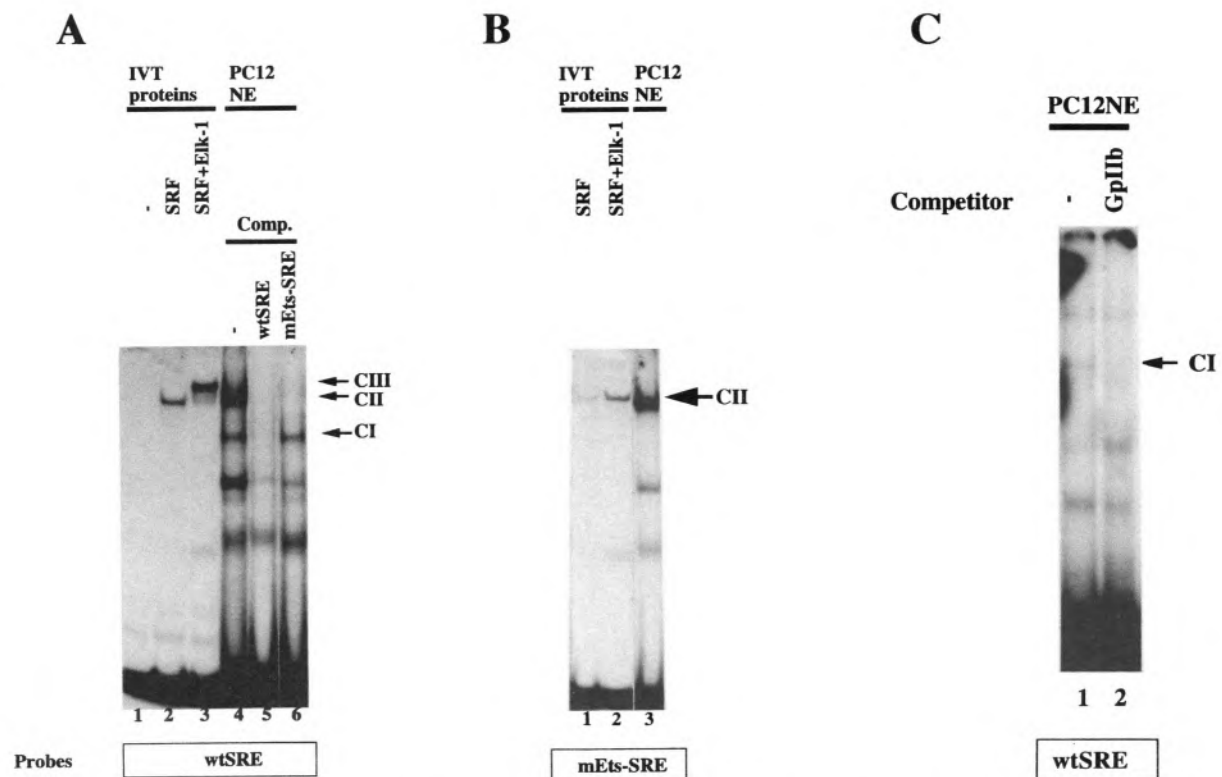 A
IVT
proteins
PC12
NE
-
SRF
SRF+Elk-1
Comp.
-
wtSRE
mEts-SRE
CIII
CII
CI
1 2 3 4 5 6
Probes
wtSRE
B
IVT
proteins
PC12
NE
SRF
SRF+Elk-1
CII
1 2 3
mEts-SRE
C
PC12NE
Competitor
-
GpIIb
CI
1 2
wtSRE